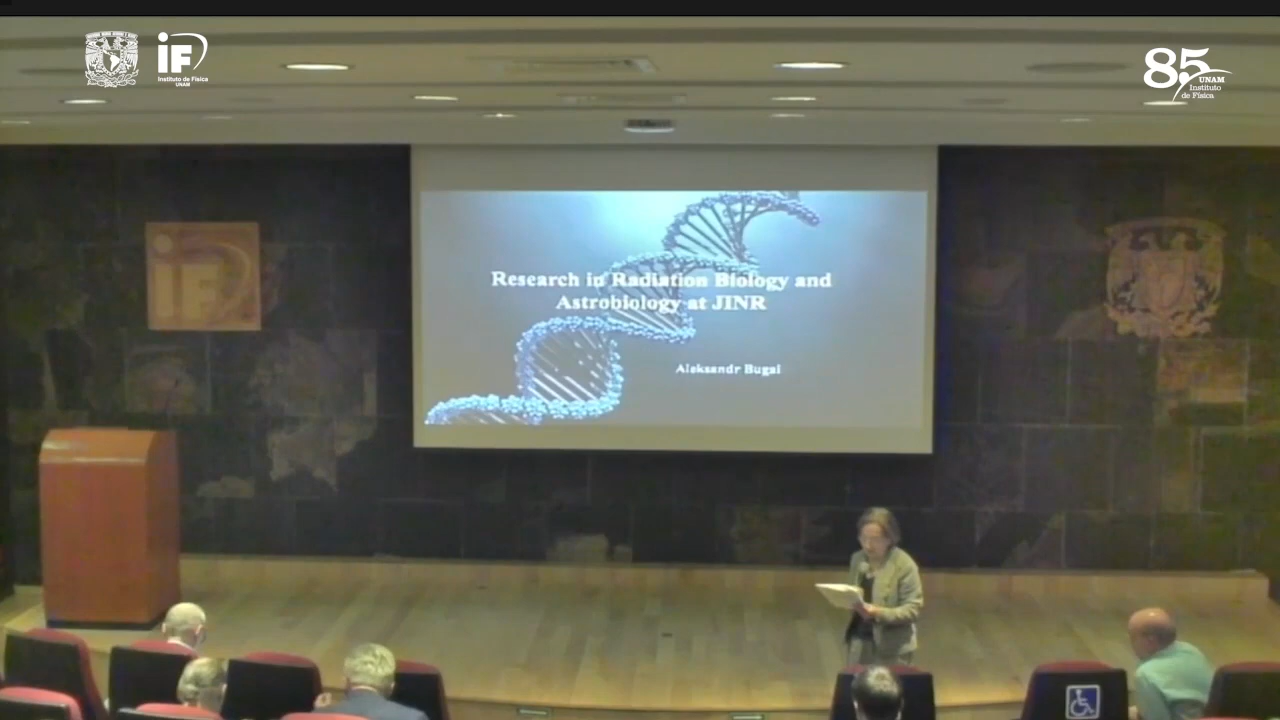 iF
Instituto de Física
UNAM
85
UNAM
Instituto
de Física
iF
Research in Radiation Biology and
Astrobiology at JINR
Aleksandr Bugai